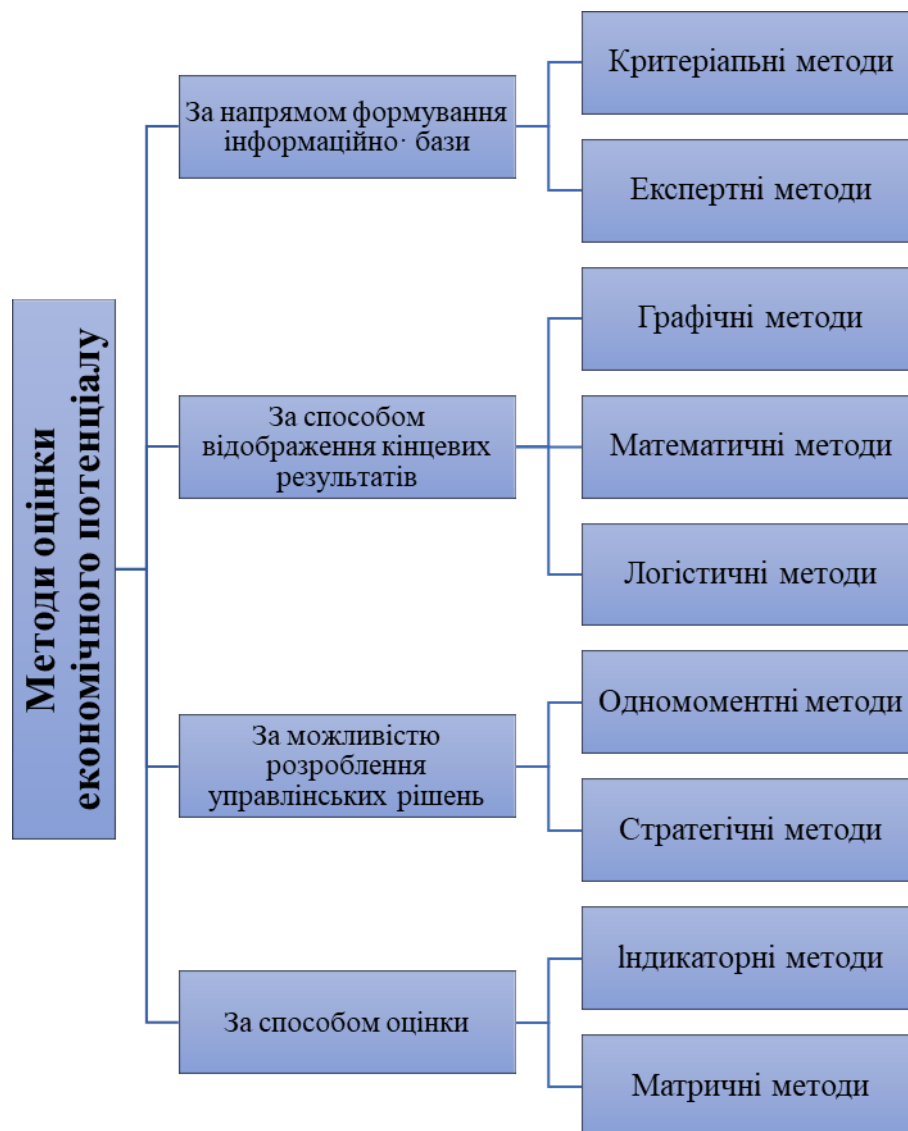 Методи оцінки
економічного потенціалу
За напрямом формування
інформаційно· бази
Критеріапьні методи
Експертні методи
За способом
відображення кінцевих
результатів
Графічні методи
Математичні методи
Логістичні методи
За можливістю
розроблення
управлінських рішень
Одномоментні методи
Стратегічні методи
За способом оцінки
Індикаторні методи
Матричні методи